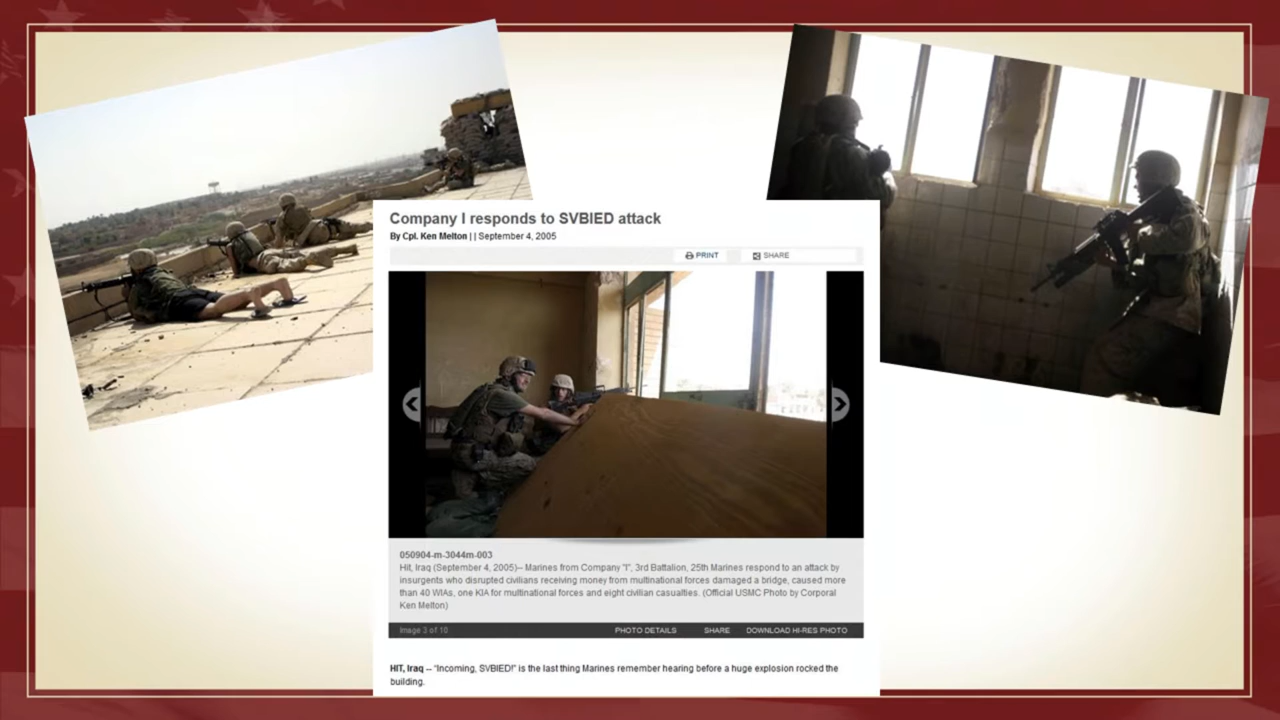 Company I responds to SVBIED attack
By Cpl. Ken Melton | | September 4, 2005
PRINT SHARE
050904-m-3044m-003
Hit, Iraq (September 4, 2005)-- Marines from Company "I", 3rd Battalion, 25th Marines respond to an attack by
insurgents who disrupted civilians receiving money from multinational forces damaged a bridge, caused more
than 40 WIAs, one KIA for multinational forces and eight civilian casualties. (Official USMC Photo by Corporal
Ken Melton)
Image 3 of 10 PHOTO DETAILS SHARE DOWNLOAD HI-RES PHOTO
HIT, Iraq -- "Incoming, SVBIED!" is the last thing Marines remember hearing before a huge explosion rocked the
building.